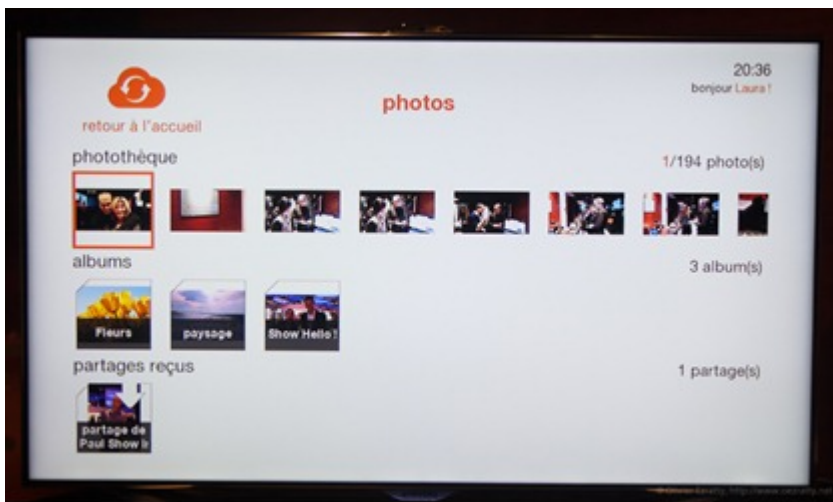 20:36
bonjour Laura !
photos
retour à l'accueil
photothèque
1/194 photo(s)
albums
3 album(s)
Fleurs
paysage
Show Hello !
partages reçus
1 partage(s)
partage de
Paul Show